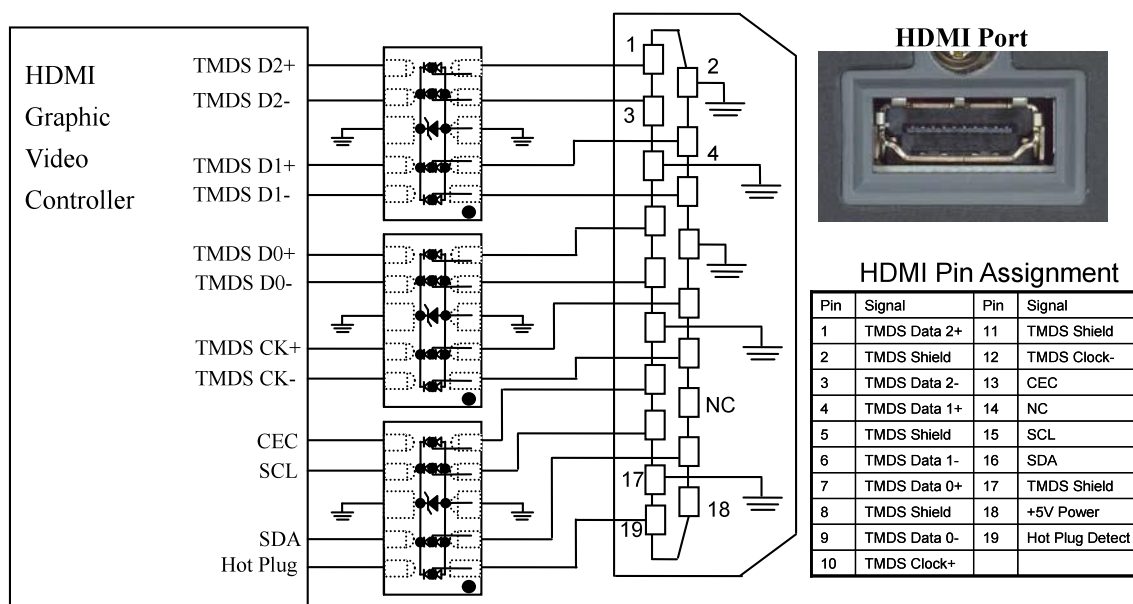 HDMI
Graphic
Video
Controller
TMDS D2+
TMDS D2-
TMDS D1+
TMDS D1-
TMDS D0+
TMDS D0-
TMDS CK+
TMDS CK-
CEC
SCL
SDA
Hot Plug
1
2
3
4
NC
17
18
19
HDMI Port
HDMI Pin Assignment
Pin Signal Pin Signal
1 TMDS Data 2+ 11 TMDS Shield
2 TMDS Shield 12 TMDS Clock-
3 TMDS Data 2- 13 CEC
4 TMDS Data 1+ 14 NC
5 TMDS Shield 15 SCL
6 TMDS Data 1- 16 SDA
7 TMDS Data 0+ 17 TMDS Shield
8 TMDS Shield 18 +5V Power
9 TMDS Data 0- 19 Hot Plug Detect
10 TMDS Clock+